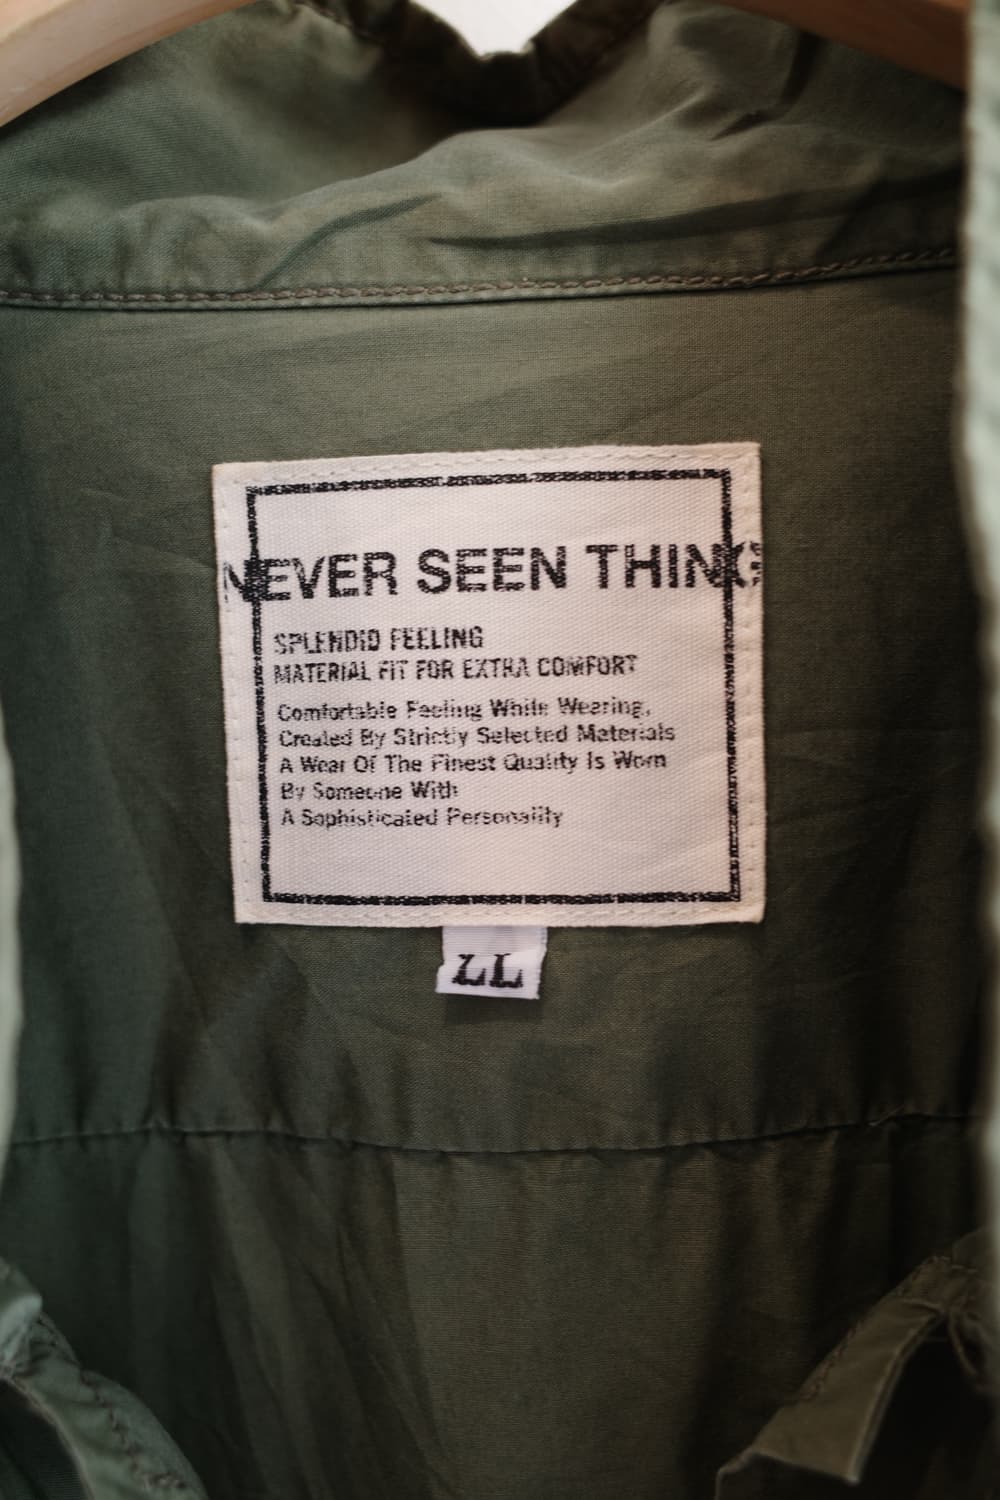 NEVER SEEN THING
SPLENDID FEELING
MATERIAL FIT FOR EXTRA COMFORT
Comfortable Feeling While Wearing,
Created By Strictly Selected Materials
A Wear Of The Finest Quality Is Worn
By Someone With
A Sophisticated Personality
LL